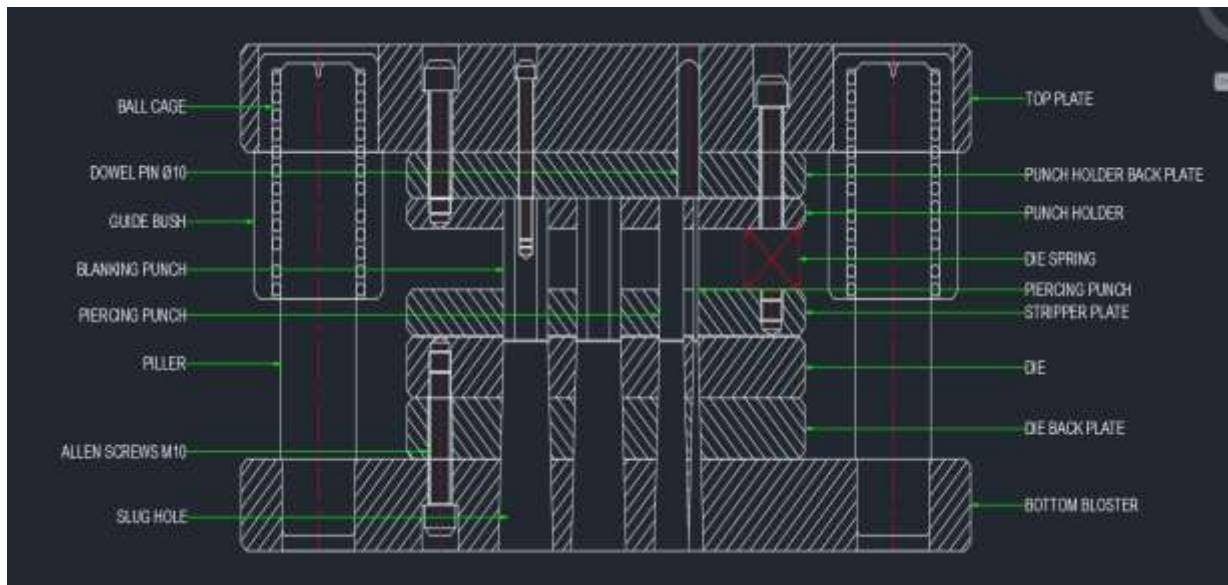 BALL CAGE
DOWEL PIN Ø10
GUIDE BUSH
BLANKING PUNCH
PIERCING PUNCH
PILLER
ALLEN SCREWS M10
SLUG HOLE
TOP PLATE
PUNCH HOLDER BACK PLATE
PUNCH HOLDER
DIE SPRING
PIERCING PUNCH
STRIPPER PLATE
DIE
DIE BACK PLATE
BOTTOM BLOSTER